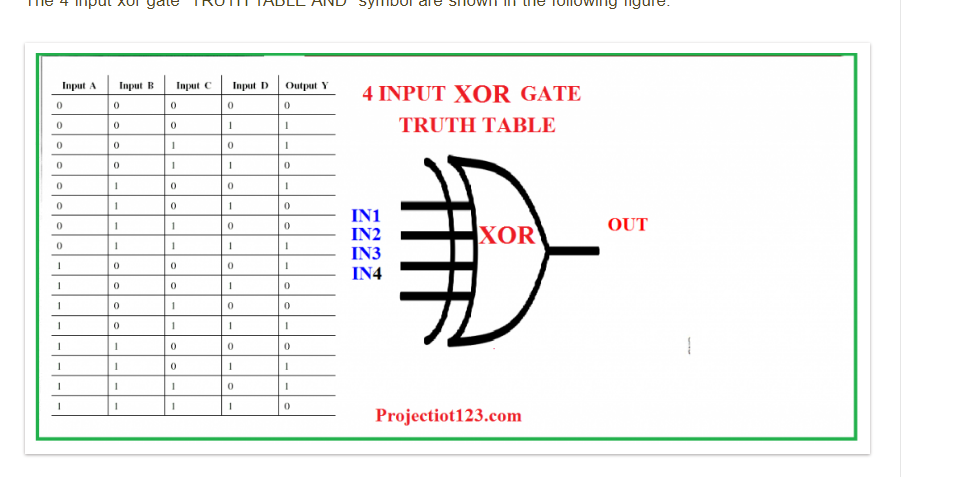 The 4 input xor gate "TRUTH TABLE AND" symbol are shown in the following figure.
Input A Input B Input C Input D Output Y
0 0 0 0 0
0 0 0 1 1
0 0 1 0 1
0 0 1 1 0
0 1 0 0 1
0 1 0 1 0
0 1 1 0 0
0 1 1 1 1
1 0 0 0 1
1 0 0 1 0
1 0 1 0 0
1 0 1 1 1
1 1 0 0 0
1 1 0 1 1
1 1 1 0 1
1 1 1 1 0
4 INPUT XOR GATE
TRUTH TABLE
IN1
IN2
IN3
IN4
XOR
OUT
Projectiot123.com